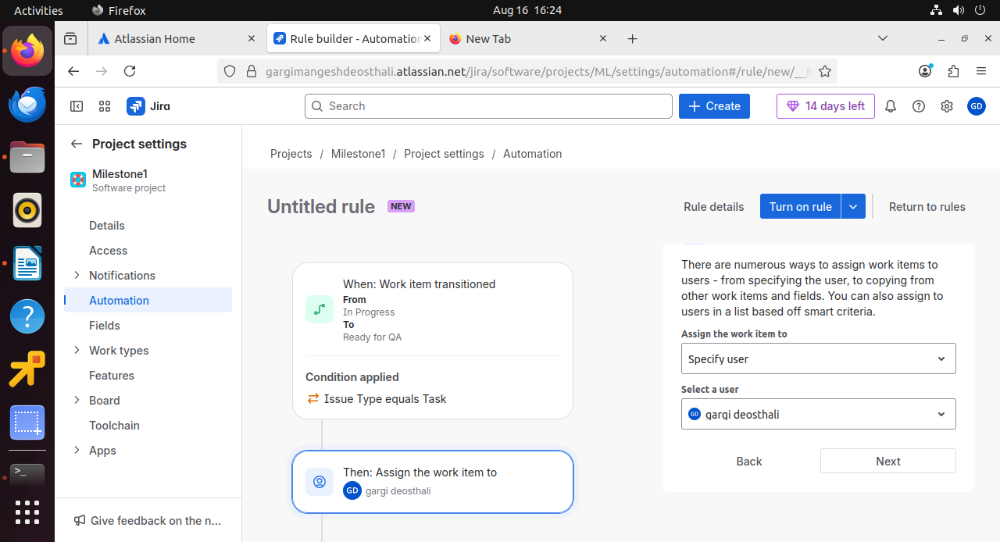 Activities
Firefox
Aug 16 16:24
Atlassian Home
Rule builder - Automation
New Tab
gargimangeshdeosthali.atlassian.net/jira/software/projects/ML/settings/automation#/rule/new/__N
Jira
Search
Create
14 days left
GD
Project settings
Projects / Milestone1 / Project settings / Automation
Milestone1
Software project
Untitled rule NEW
Rule details
Turn on rule
Return to rules
Details
Access
Notifications
Automation
Fields
Work types
Features
Board
Toolchain
Apps
Give feedback on the n...
When: Work item transitioned
From
In Progress
To
Ready for QA
Condition applied
Issue Type equals Task
Then: Assign the work item to
GD gargi deosthali
There are numerous ways to assign work items to
users - from specifying the user, to copying from
other work items and fields. You can also assign to
users in a list based off smart criteria.
Assign the work item to
Specify user
Select a user
GD gargi deosthali
Back
Next